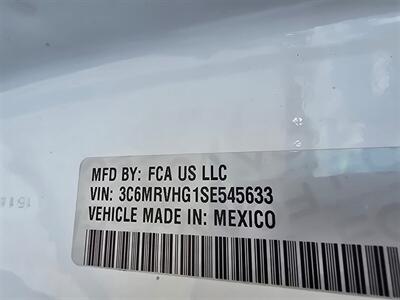 MFD BY: FCA US LLC
VIN: 3C6MRVHG1SE545633
VEHICLE MADE IN: MEXICO